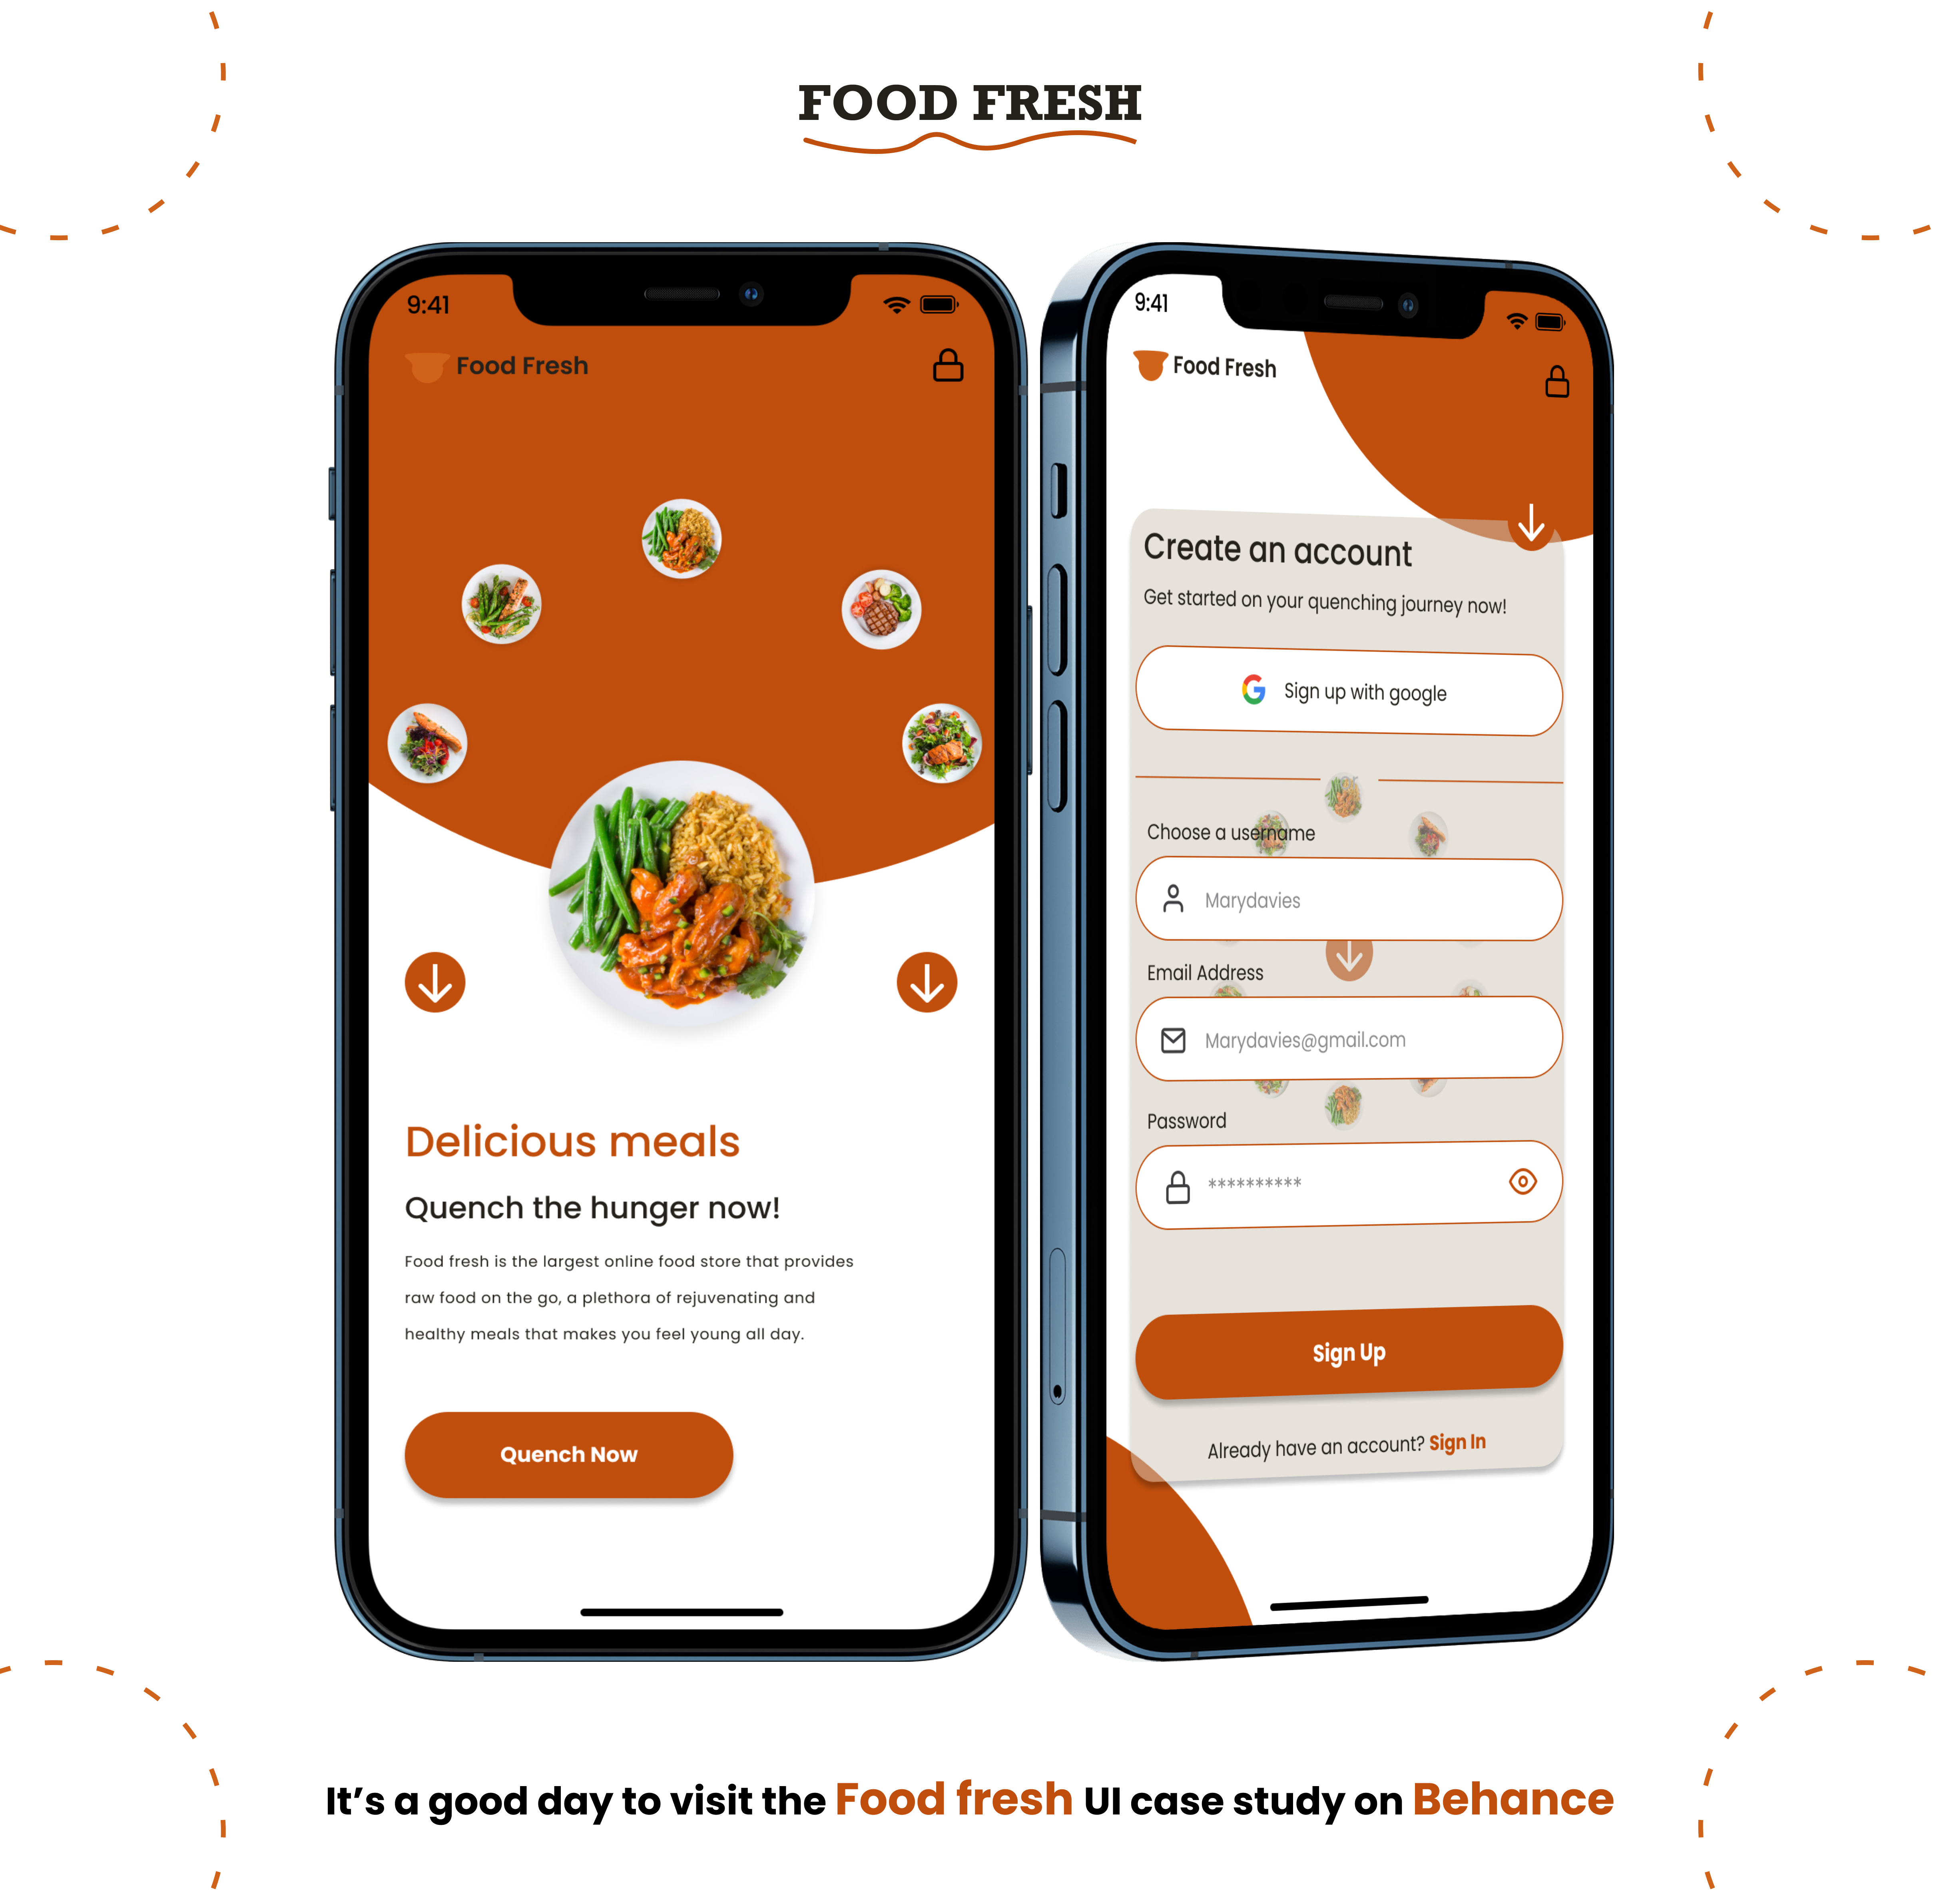 FOOD FRESH
9:41
Food Fresh
Delicious meals
Quench the hunger now!
Food fresh is the largest online food store that provides
raw food on the go, a plethora of rejuvenating and
healthy meals that makes you feel young all day.
Quench Now
9:41
Food Fresh
Create an account
Get started on your quenching journey now!
Sign up with google
Choose a username
Marydavies
Email Address
Marydavies@gmail.com
Password
**********
Sign Up
Already have an account? Sign In
It’s a good day to visit the Food fresh UI case study on Behance